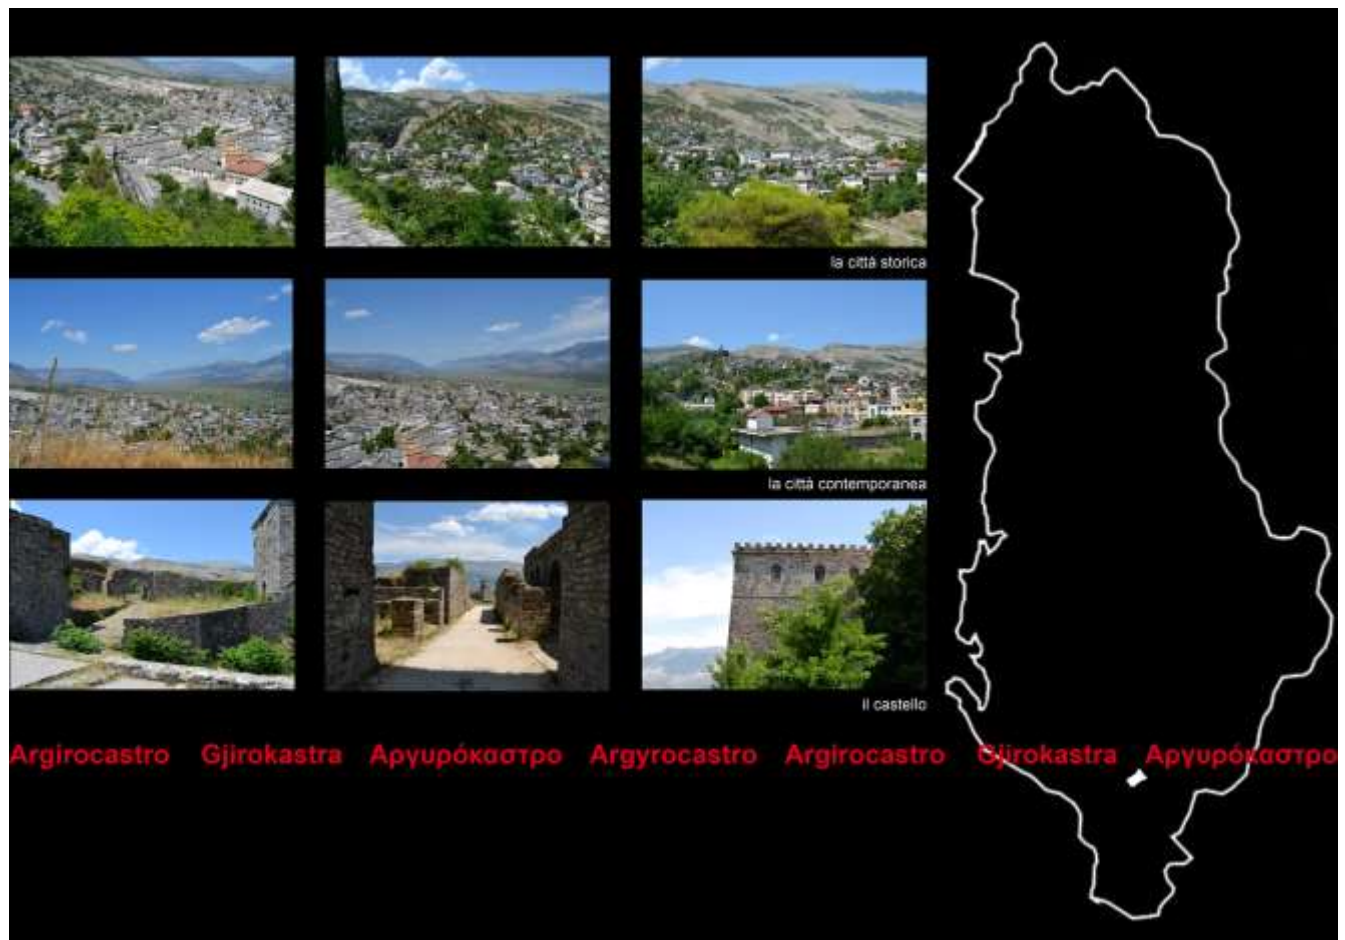 la città storica
la città contemporanea
il castello
Argirocastro Gjirokastra Αργυρόκαστρο Argyrocastro Argirocastro Gjirokastra Αργυρόκαστρο